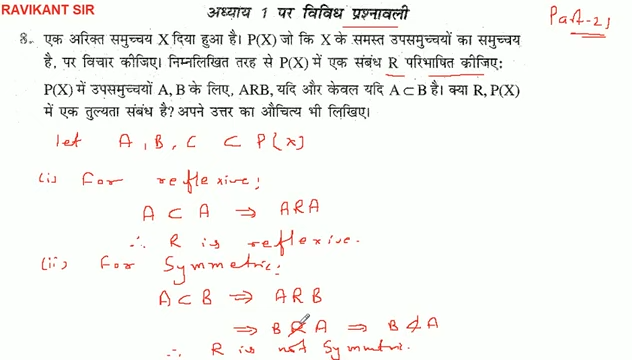 RAVIKANT SIR
अध्याय 1 पर विविध प्रश्नावली
Part-21
8. एक अरिक्त समुच्चय X दिया हुआ है। P(X) जो कि X के समस्त उपसमुच्चयों का समुच्चय
है, पर विचार कीजिए। निम्नलिखित तरह से P(X) में एक संबंध R परिभाषित कीजिए:
P(X) में उपसमुच्चयों A, B के लिए, ARB, यदि और केवल यदि A ⊂ B है। क्या R, P(X)
में एक तुल्यता संबंध है? अपने उत्तर का औचित्य भी लिखिए।
let A, B, C ⊂ P[X]
(i) For reflexive:
A ⊂ A ⇒ ARA
∴ R is reflexive.
(ii) For Symmetric:
A ⊂ B ⇒ ARB
⇒ B R̸ A ⇒ B ⊄ A
∴ R is not Symmetric.